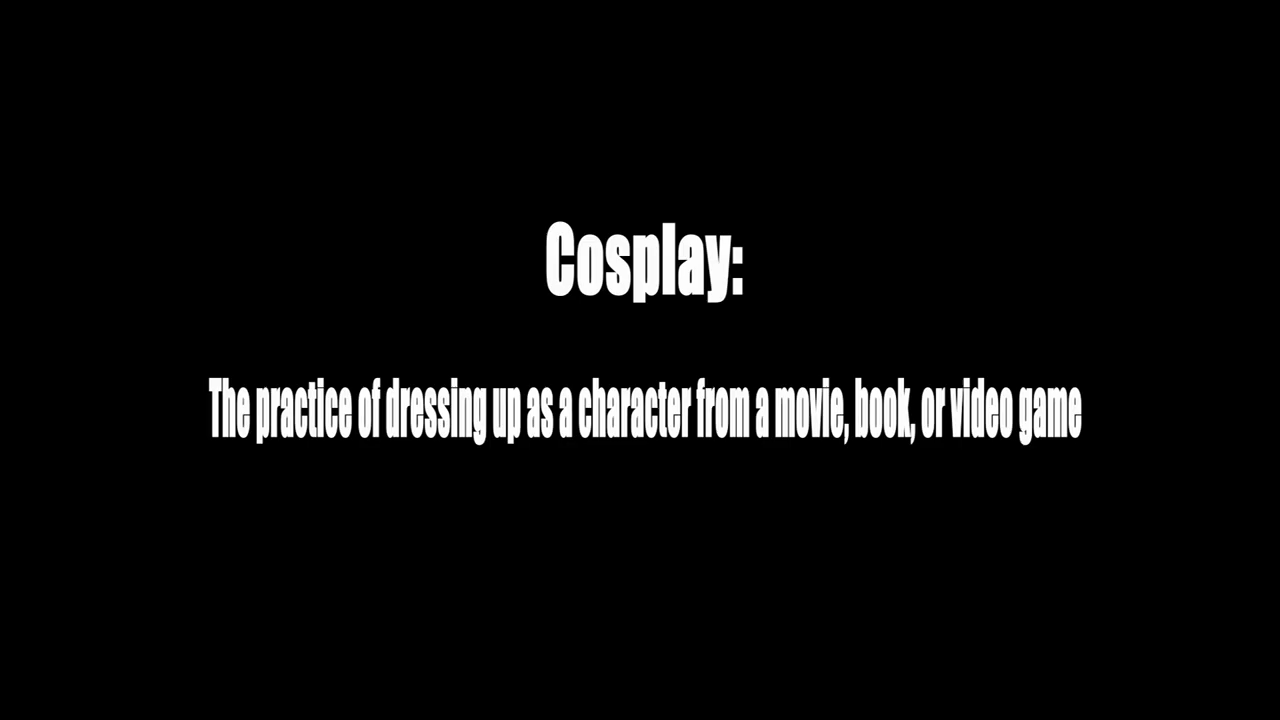 Cosplay:
The practice of dressing up as a character from a movie, book, or video game